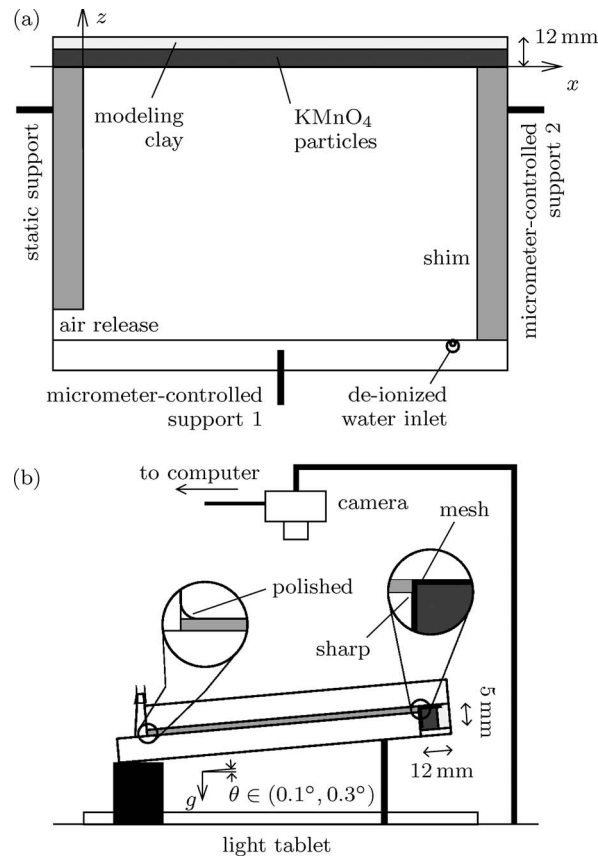 (a)
z
12 mm
x
modeling
clay
KMnO₄
particles
static support
micrometer-controlled
support 2
shim
air release
micrometer-controlled
support 1
de-ionized
water inlet
(b)
to computer
camera
mesh
polished
sharp
5 mm
12 mm
g
θ ∈ (0.1°, 0.3°)
light tablet